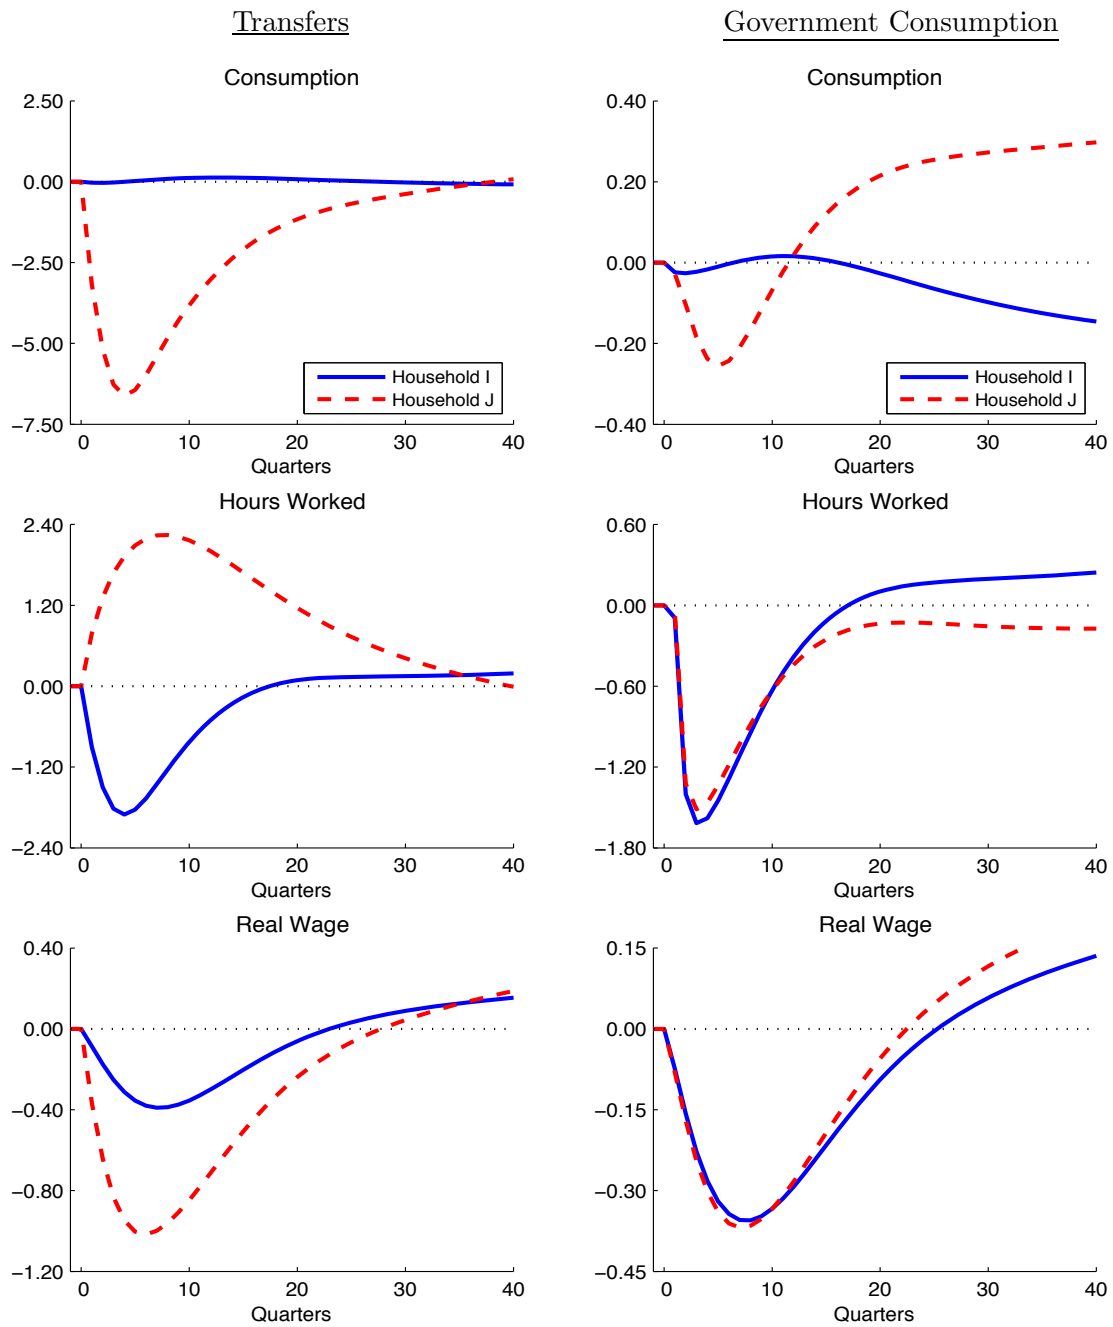 Transfers
Government Consumption
Consumption
2.50
0.00
−2.50
−5.00
−7.50
Household I
Household J
0 10 20 30 40
Quarters
Consumption
0.40
0.20
0.00
−0.20
−0.40
Household I
Household J
0 10 20 30 40
Quarters
Hours Worked
2.40
1.20
0.00
−1.20
−2.40
0 10 20 30 40
Quarters
Hours Worked
0.60
0.00
−0.60
−1.20
−1.80
0 10 20 30 40
Quarters
Real Wage
0.40
0.00
−0.40
−0.80
−1.20
0 10 20 30 40
Quarters
Real Wage
0.15
0.00
−0.15
−0.30
−0.45
0 10 20 30 40
Quarters